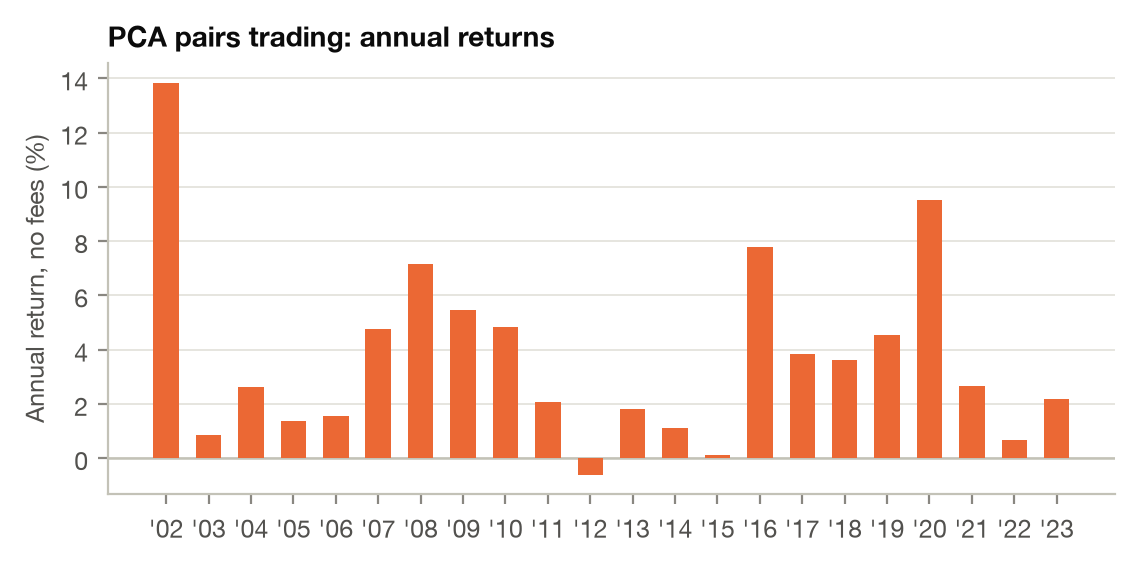 PCA pairs trading: annual returns
Annual return, no fees (%)
14
12
10
8
6
4
2
0
'02 '03 '04 '05 '06 '07 '08 '09 '10 '11 '12 '13 '14 '15 '16 '17 '18 '19 '20 '21 '22 '23